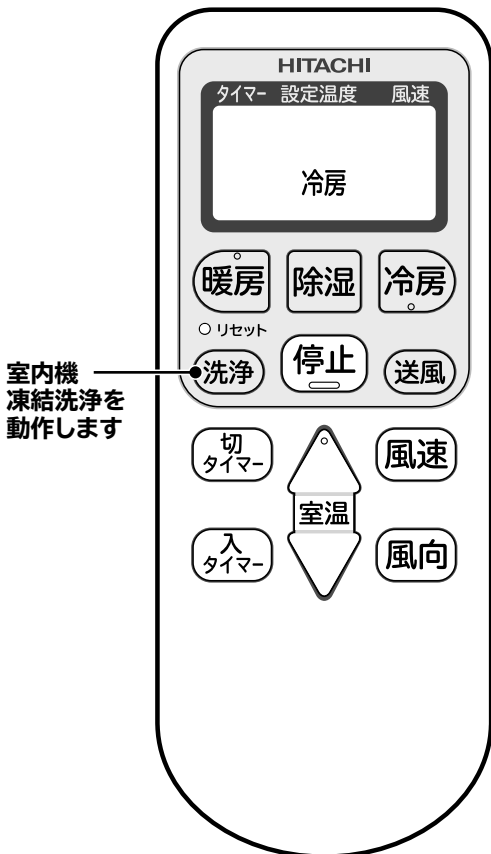 HITACHI
タイマー 設定温度 風速
冷房
暖房 除湿 冷房
リセット
洗浄 停止 送風
室内機
凍結洗浄を
動作します
切
タイマー
風速
室温
入
タイマー
風向